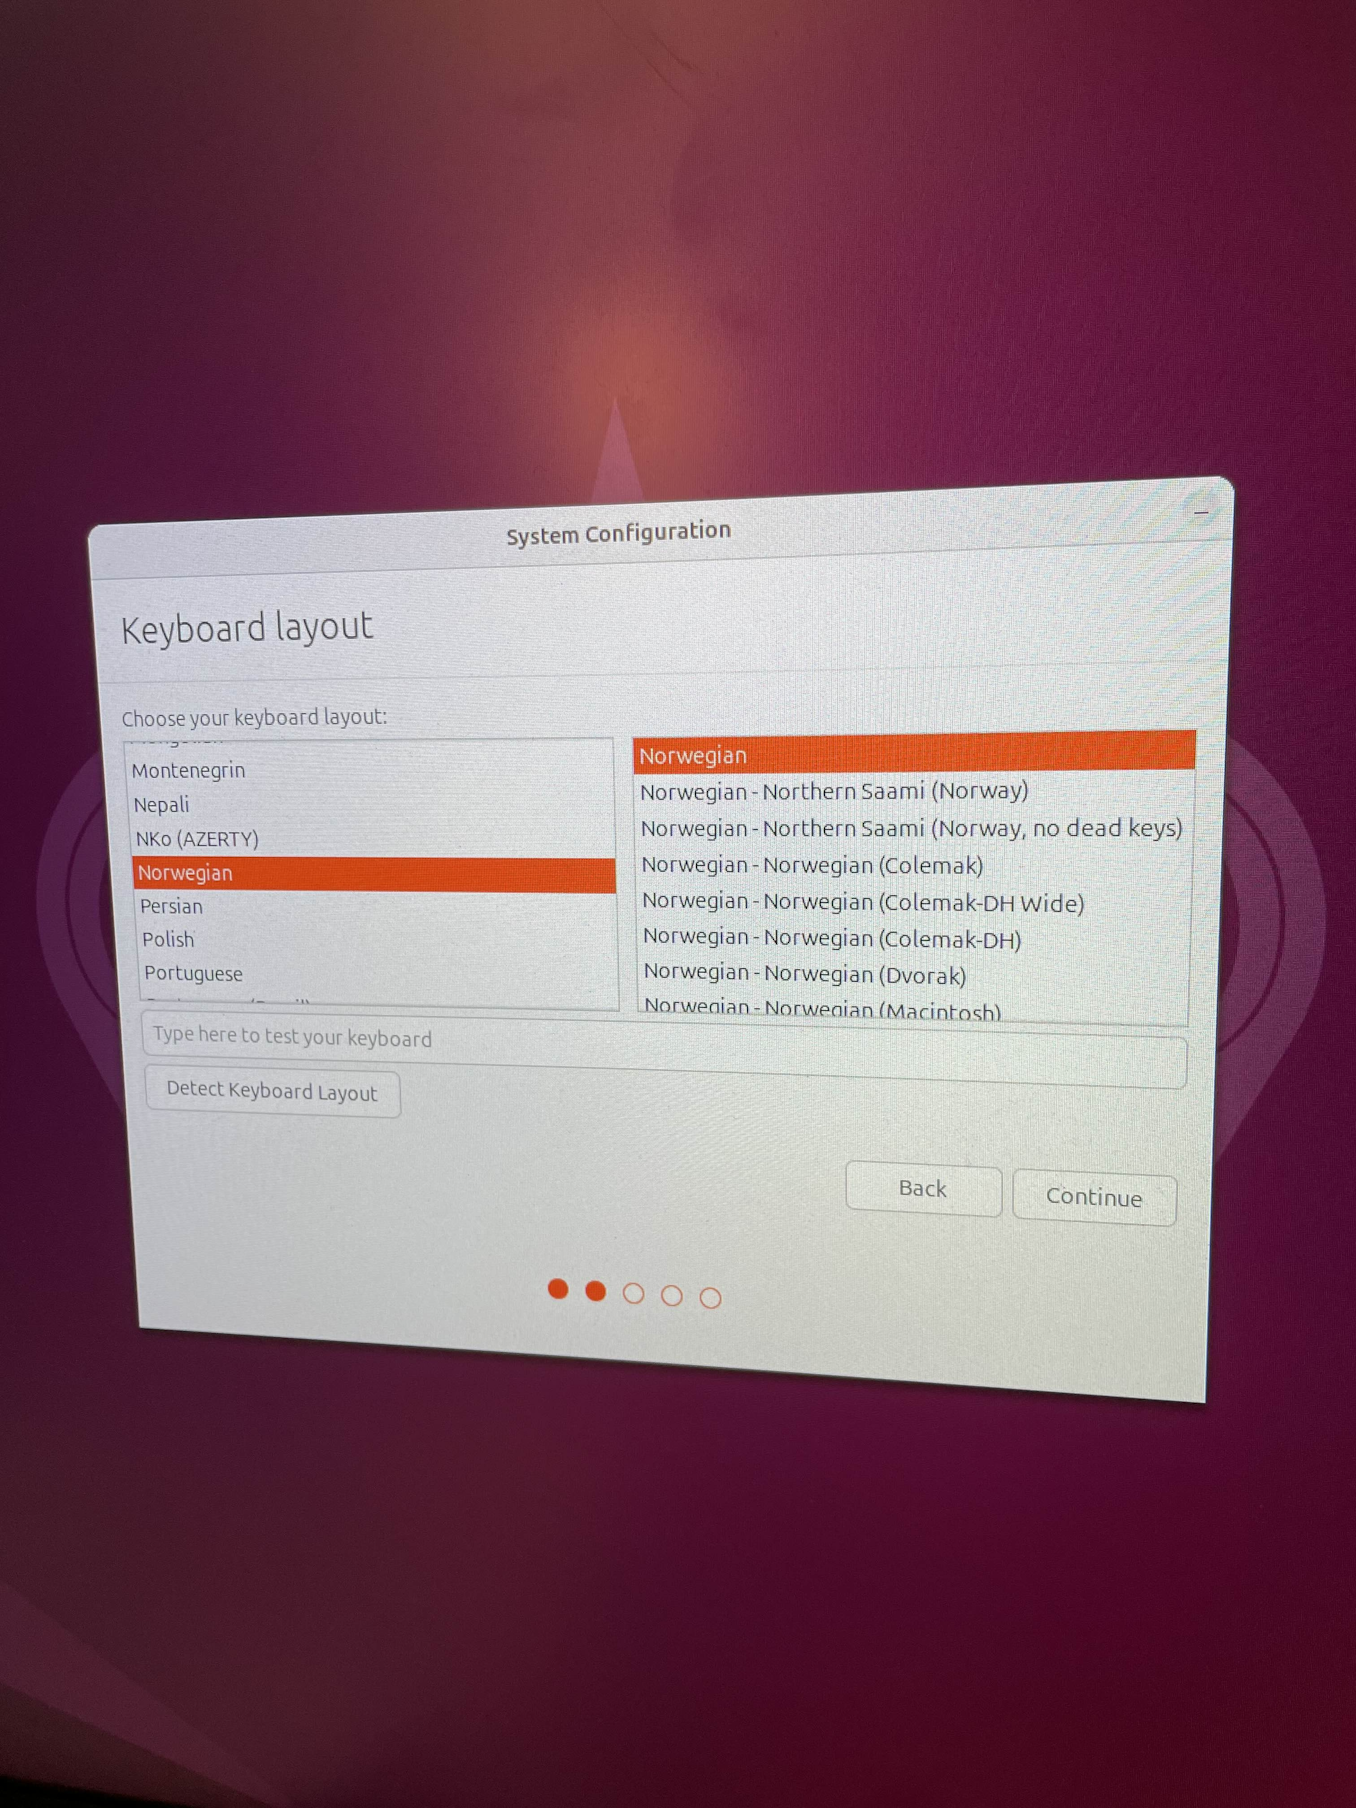 System Configuration
Keyboard layout
Choose your keyboard layout:
Montenegrin
Nepali
NKo (AZERTY)
Norwegian
Persian
Polish
Portuguese
Norwegian
Norwegian - Northern Saami (Norway)
Norwegian - Northern Saami (Norway, no dead keys)
Norwegian - Norwegian (Colemak)
Norwegian - Norwegian (Colemak-DH Wide)
Norwegian - Norwegian (Colemak-DH)
Norwegian - Norwegian (Dvorak)
Norwegian - Norwegian (Macintosh)
Type here to test your keyboard
Detect Keyboard Layout
Back
Continue